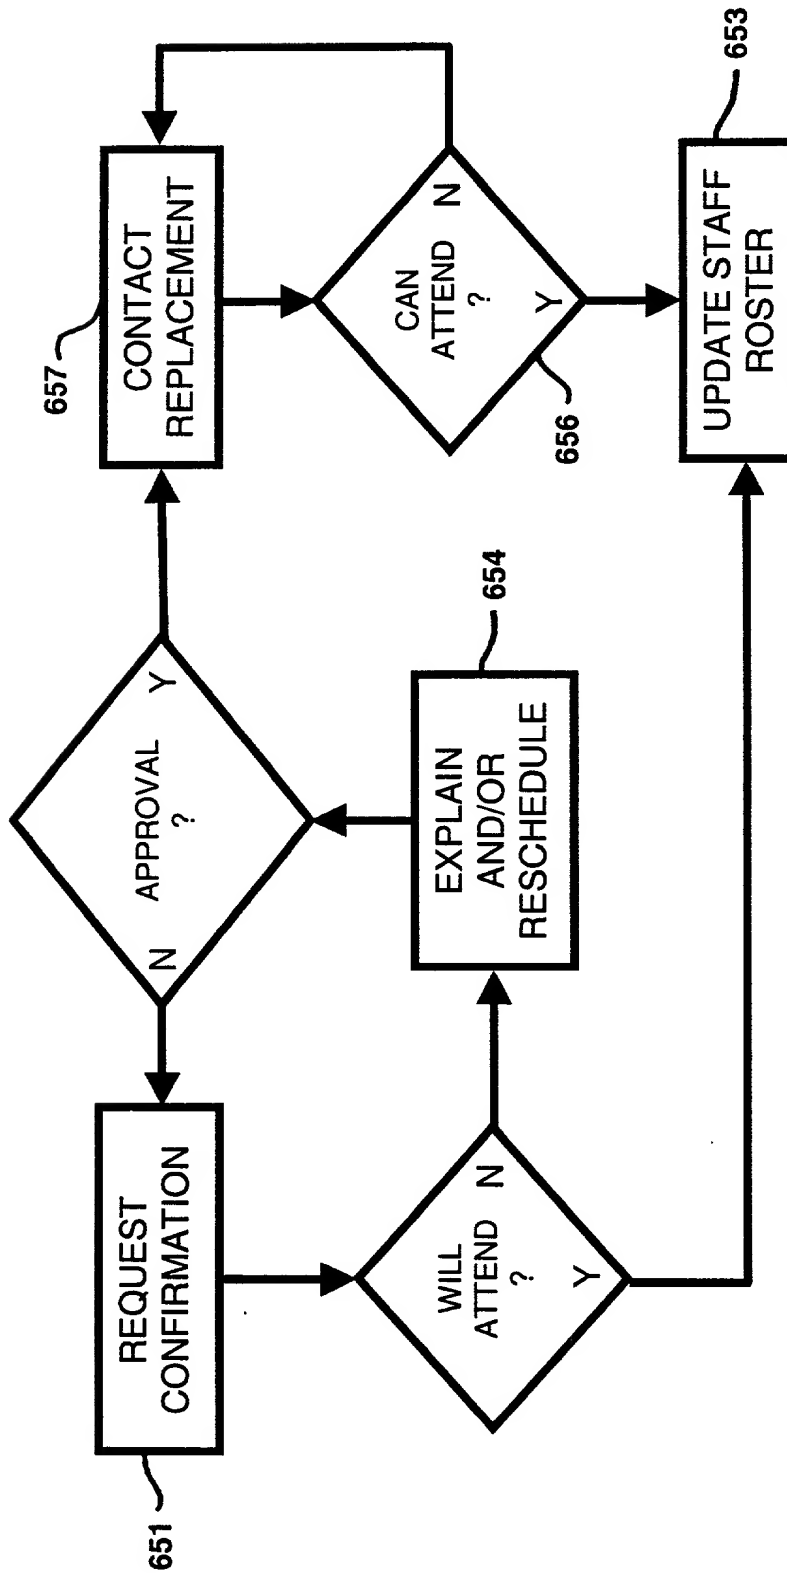 651
REQUEST
CONFIRMATION
N
APPROVAL
?
Y
657
CONTACT
REPLACEMENT
WILL
ATTEND
?
N
Y
EXPLAIN
AND/OR
RESCHEDULE
654
CAN
ATTEND
?
N
Y
656
UPDATE STAFF
ROSTER
653